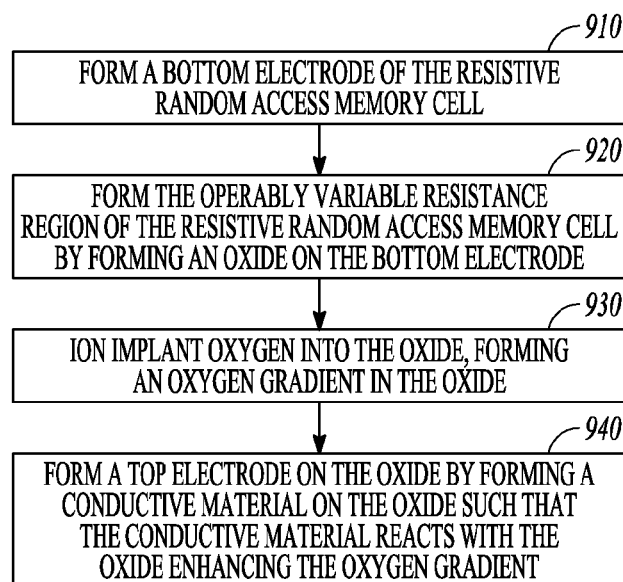 910
FORM A BOTTOM ELECTRODE OF THE RESISTIVE
RANDOM ACCESS MEMORY CELL
920
FORM THE OPERABLY VARIABLE RESISTANCE
REGION OF THE RESISTIVE RANDOM ACCESS MEMORY CELL
BY FORMING AN OXIDE ON THE BOTTOM ELECTRODE
930
ION IMPLANT OXYGEN INTO THE OXIDE, FORMING
AN OXYGEN GRADIENT IN THE OXIDE
940
FORM A TOP ELECTRODE ON THE OXIDE BY FORMING A
CONDUCTIVE MATERIAL ON THE OXIDE SUCH THAT
THE CONDUCTIVE MATERIAL REACTS WITH THE
OXIDE ENHANCING THE OXYGEN GRADIENT